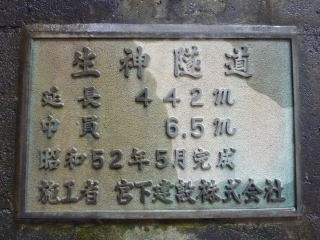 生神隧道
延長 442m
巾員 6.5m
昭和52年5月完成
施工者 宮下建設株式会社